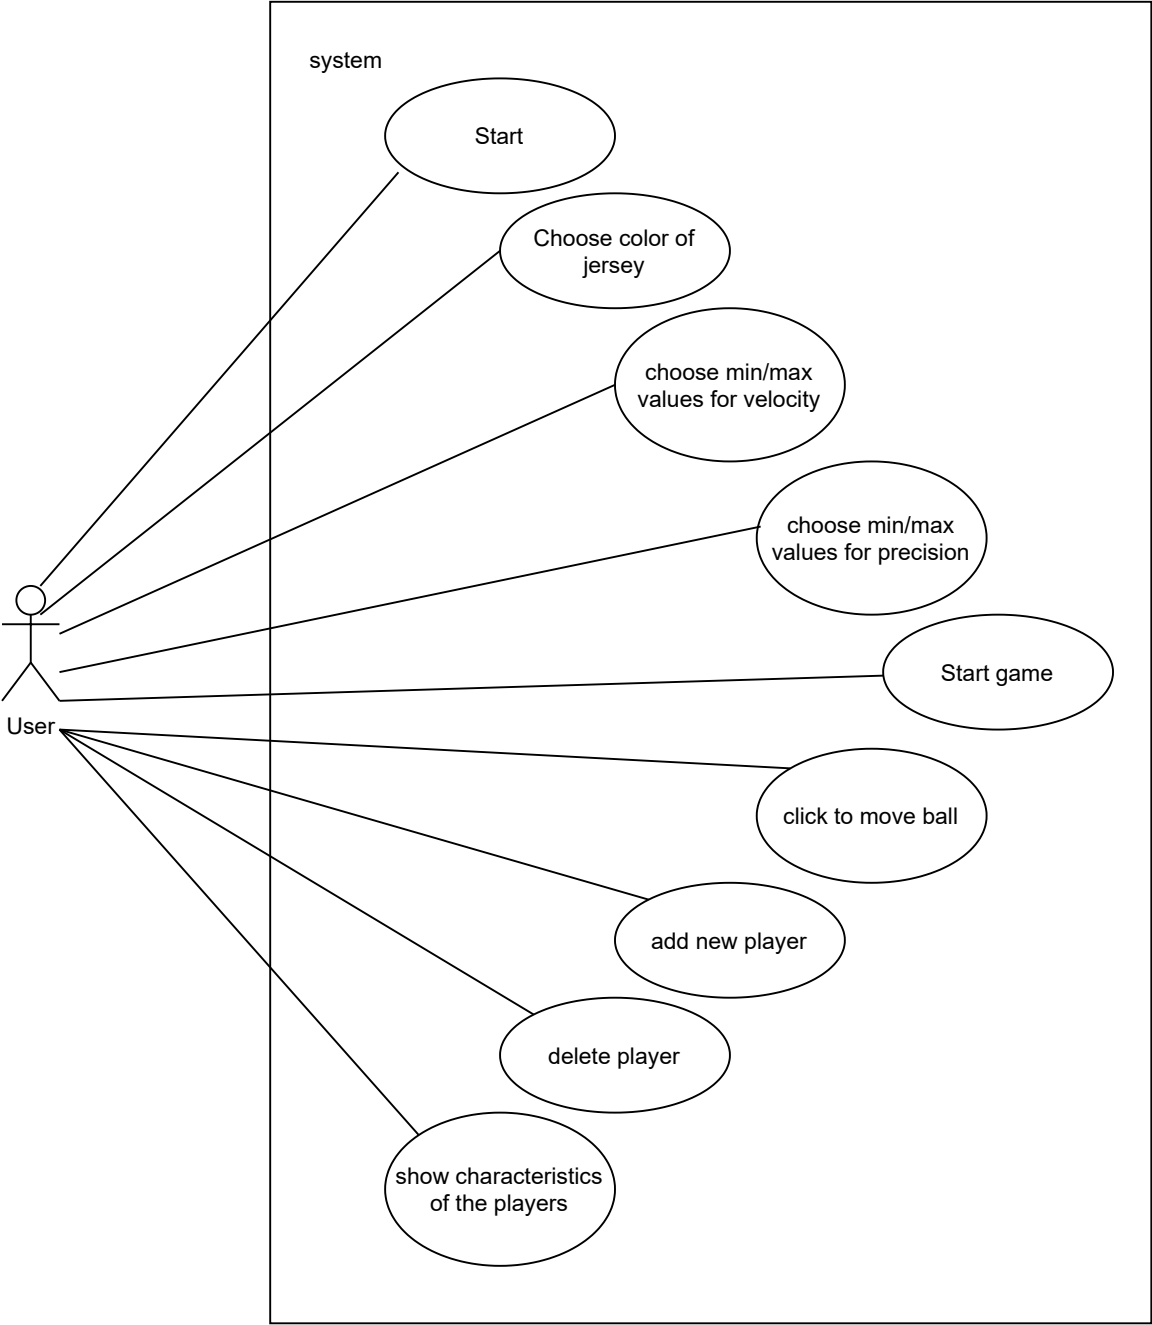 system
Start
Choose color of
jersey
choose min/max
values for velocity
choose min/max
values for precision
Start game
User
click to move ball
add new player
delete player
show characteristics
of the players